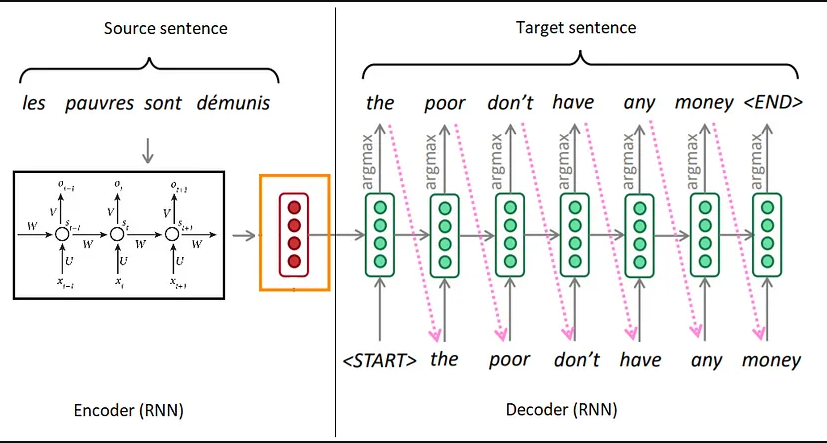 Source sentence
Target sentence
les pauvres sont démunis
the poor don't have any money <END>
argmax argmax argmax argmax argmax argmax argmax
o_{t-1} o_t o_{t+1}
V V V
W s_{t-1} W s_t W s_{t+1} W
U U U
x_{t-1} x_t x_{t+1}
<START> the poor don't have any money
Encoder (RNN)
Decoder (RNN)